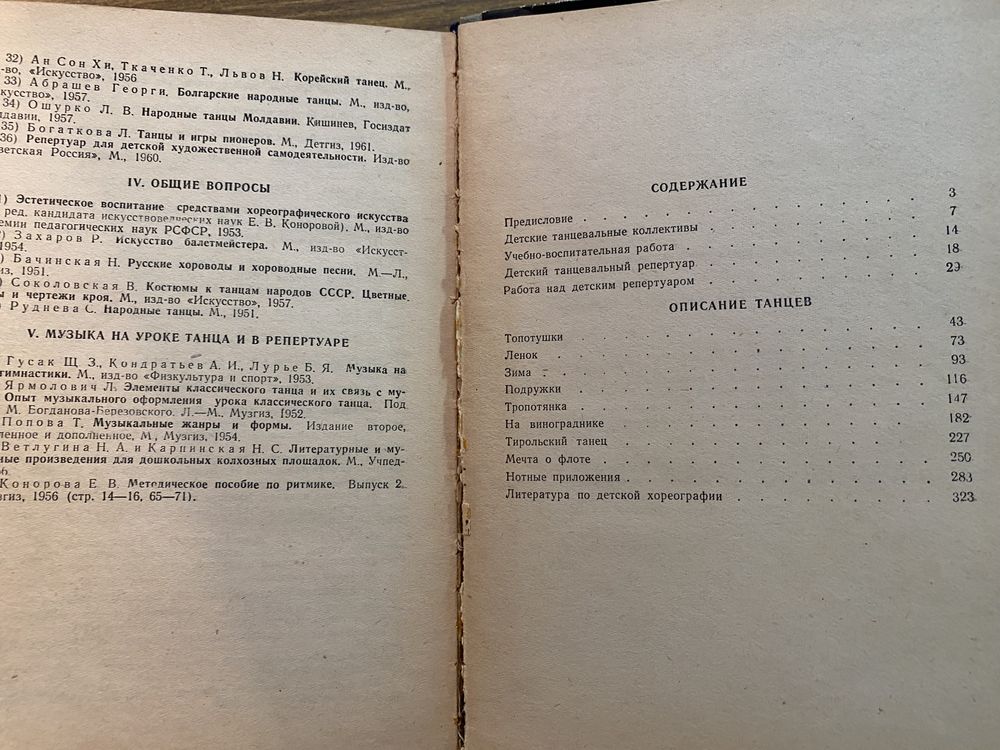 32) Ан Сон Хи, Ткаченко Т., Львов Н. Корейский танец. М.,
-во, «Искусство», 1956
33) Абрашев Георги. Болгарские народные танцы. М., изд-во,
кусство», 1957.
34) Ошурко Л. В. Народные танцы Молдавии. Кишинев, Госиздат
лдавии, 1957.
35) Богаткова Л. Танцы и игры пионеров. М., Детгиз, 1961.
36) Репертуар для детской художественной самодеятельности. Изд-во
ветская Россия», М., 1960.
IV. ОБЩИЕ ВОПРОСЫ
) Эстетическое воспитание средствами хореографического искусства
ред. кандидата искусствоведческих наук Е. В. Коноровой). М., изд-во
емии педагогических наук РСФСР, 1953.
) Захаров Р. Искусство балетмейстера. М., изд-во «Искусст-
1954.
) Бачинская Н. Русские хороводы и хороводные песни. М.—Л.,
из, 1951.
) Соколовская В. Костюмы к танцам народов СССР. Цветные.
ы и чертежи кроя. М., изд-во «Искусство», 1957.
) Руднева С. Народные танцы. М., 1951.
V. МУЗЫКА НА УРОКЕ ТАНЦА И В РЕПЕРТУАРЕ
Гусак Щ. З., Кондратьев А. И., Лурье Б. Я. Музыка на
гимнастики. М., изд-во «Физкультура и спорт», 1953.
Ярмолович Л. Элементы классического танца и их связь с му-
Опыт музыкального оформления урока классического танца. Под
М. Богданова-Березовского. Л.—М., Музгиз, 1952.
Попова Т. Музыкальные жанры и формы. Издание второе,
ленное и дополненное, М., Музгиз, 1954.
Ветлугина Н. А. и Карпинская Н. С. Литературные и му-
ные произведения для дошкольных колхозных площадок. М., Учпед-
6.
Конорова Е. В. Методическое пособие по ритмике. Выпуск 2.
згиз, 1956 (стр. 14—16, 65—71).
СОДЕРЖАНИЕ
Предисловие 3
Детские танцевальные коллективы 7
Учебно-воспитательная работа 14
Детский танцевальный репертуар 18
Работа над детским репертуаром 29
ОПИСАНИЕ ТАНЦЕВ
Топотушки 43
Ленок 73
Зима 93
Подружки 116
Тропотянка 147
На винограднике 182
Тирольский танец 227
Мечта о флоте 250
Нотные приложения 283
Литература по детской хореографии 323